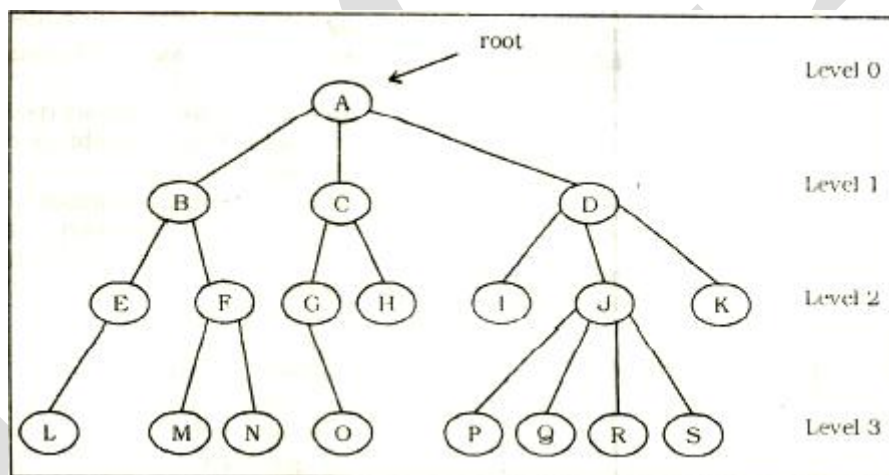 root
Level 0
A
Level 1
B C D
Level 2
E F G H I J K
Level 3
L M N O P Q R S